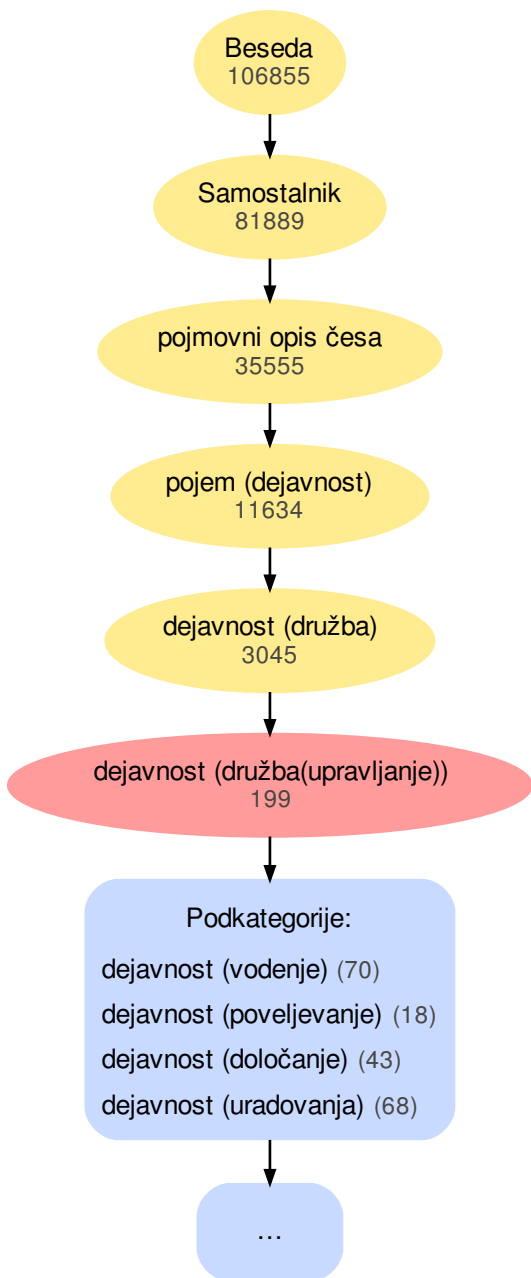 Beseda
106855
Samostalnik
81889
pojmovni opis česa
35555
pojem (dejavnost)
11634
dejavnost (družba)
3045
dejavnost (družba(upravljanje))
199
Podkategorije:
dejavnost (vodenje) (70)
dejavnost (poveljevanje) (18)
dejavnost (določanje) (43)
dejavnost (uradovanja) (68)
...